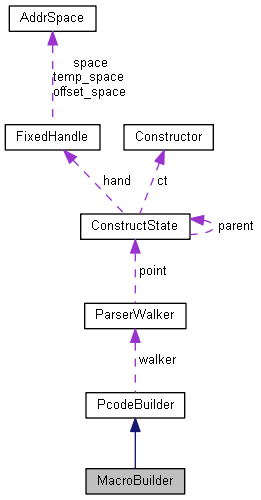 AddrSpace
space
temp_space
offset_space
FixedHandle
Constructor
hand
ct
ConstructState
parent
point
ParserWalker
walker
PcodeBuilder
MacroBuilder